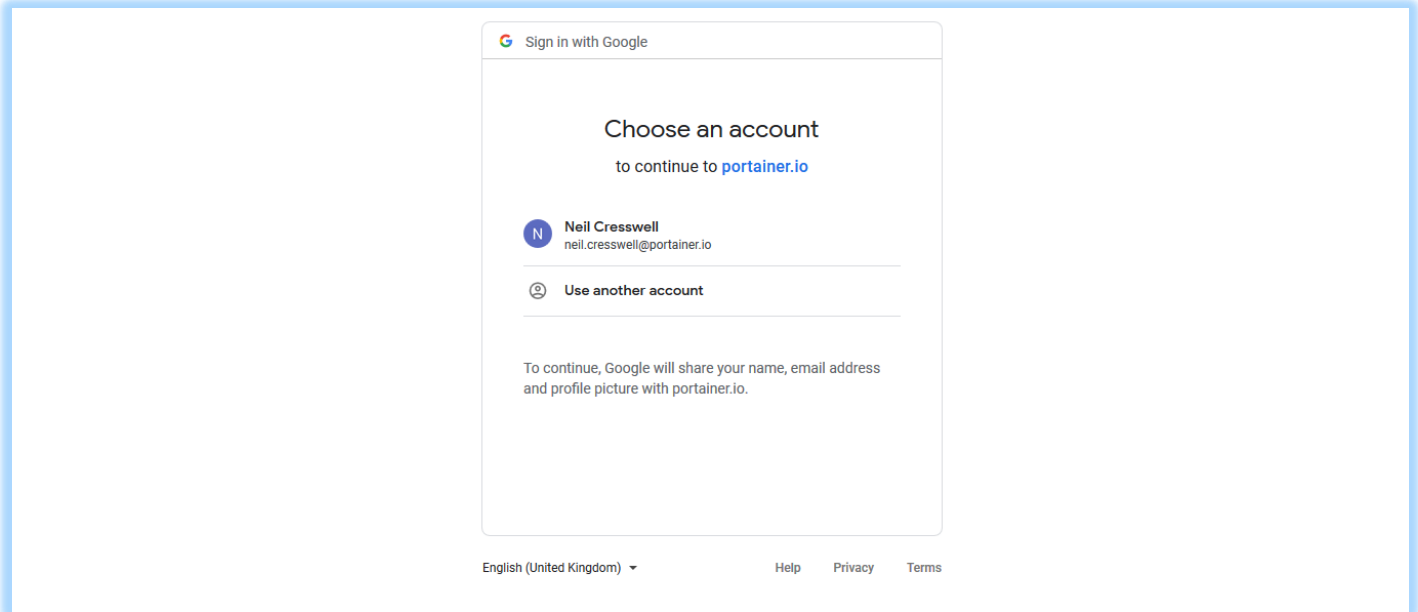 Sign in with Google
Choose an account
to continue to portainer.io
N
Neil Cresswell
neil.cresswell@portainer.io
Use another account
To continue, Google will share your name, email address
and profile picture with portainer.io.
English (United Kingdom)
Help Privacy Terms